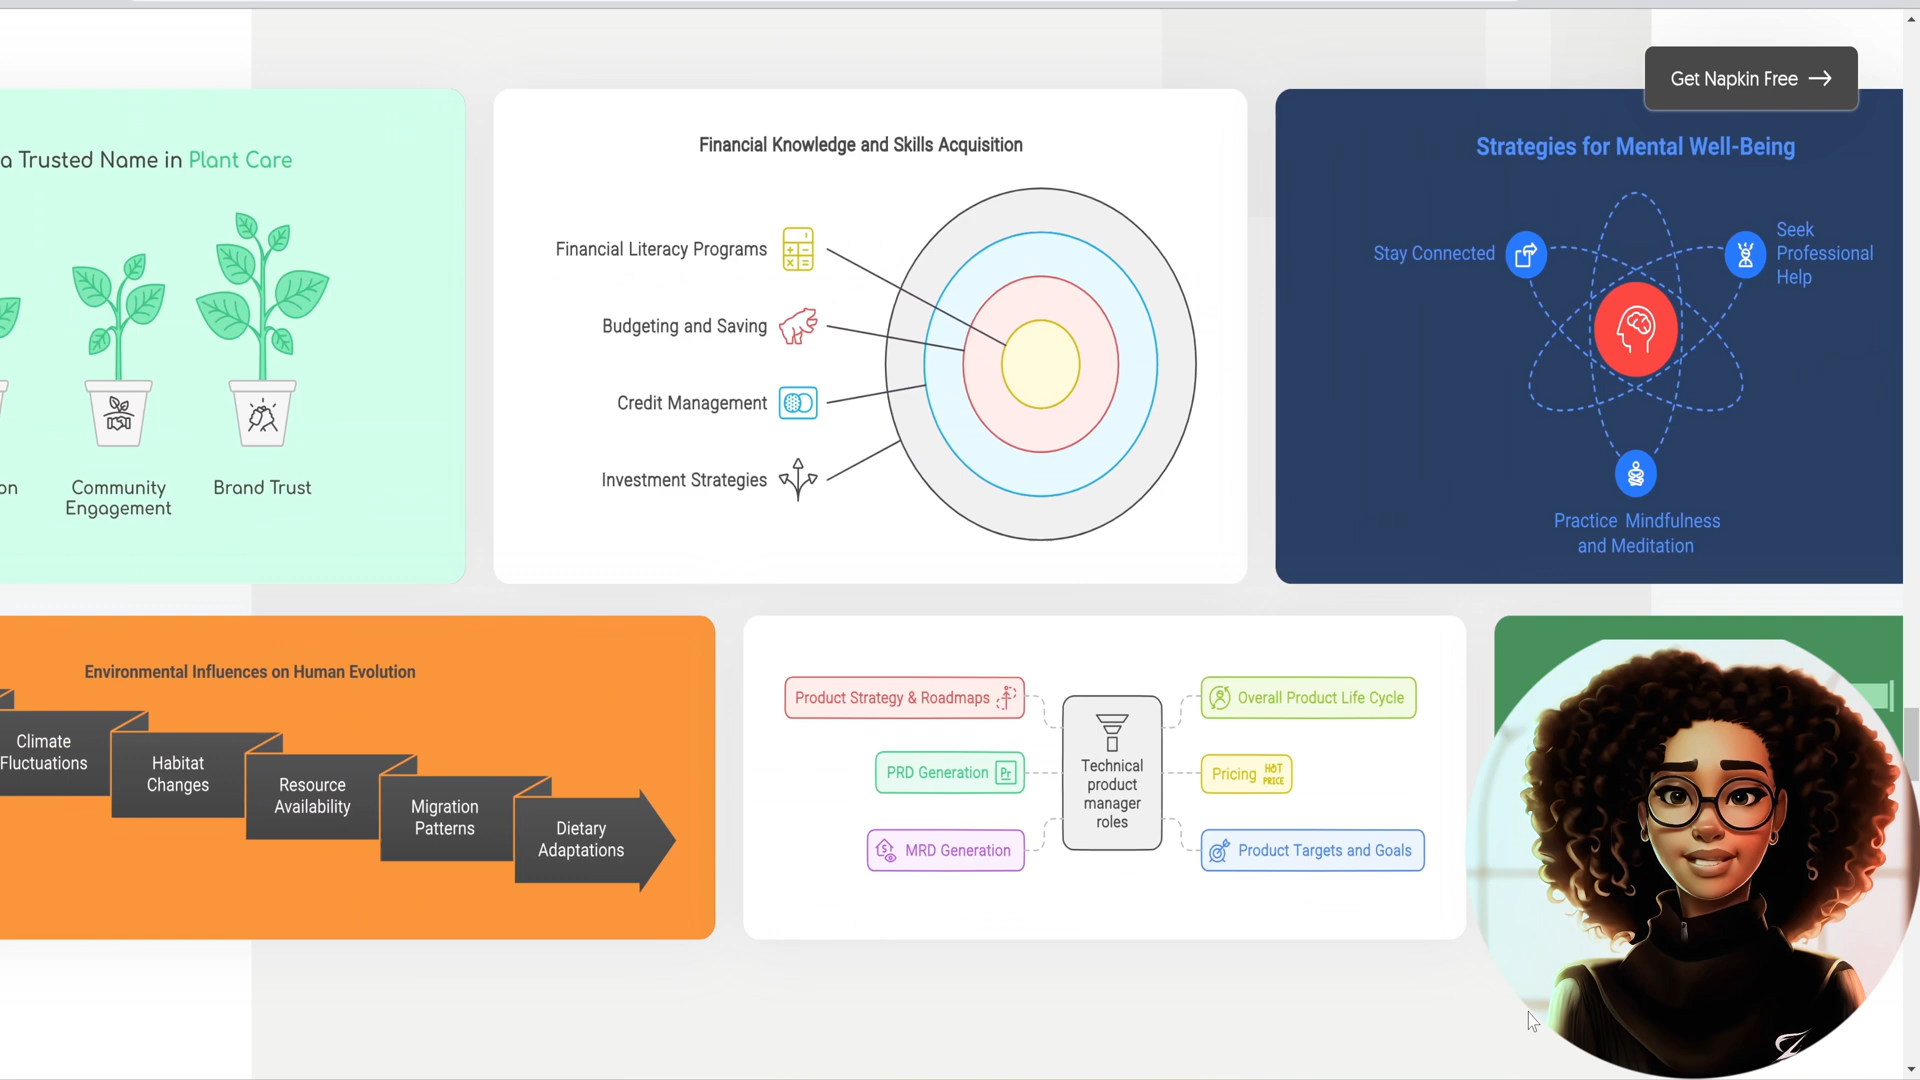 Get Napkin Free
a Trusted Name in Plant Care
on
Community
Engagement
Brand Trust
Financial Knowledge and Skills Acquisition
Financial Literacy Programs
Budgeting and Saving
Credit Management
Investment Strategies
Strategies for Mental Well-Being
Stay Connected
Seek
Professional
Help
Practice Mindfulness
and Meditation
Environmental Influences on Human Evolution
Climate
Fluctuations
Habitat
Changes
Resource
Availability
Migration
Patterns
Dietary
Adaptations
Product Strategy & Roadmaps
PRD Generation
Pr
MRD Generation
Technical
product
manager
roles
Overall Product Life Cycle
Pricing
HOT
PRICE
Product Targets and Goals